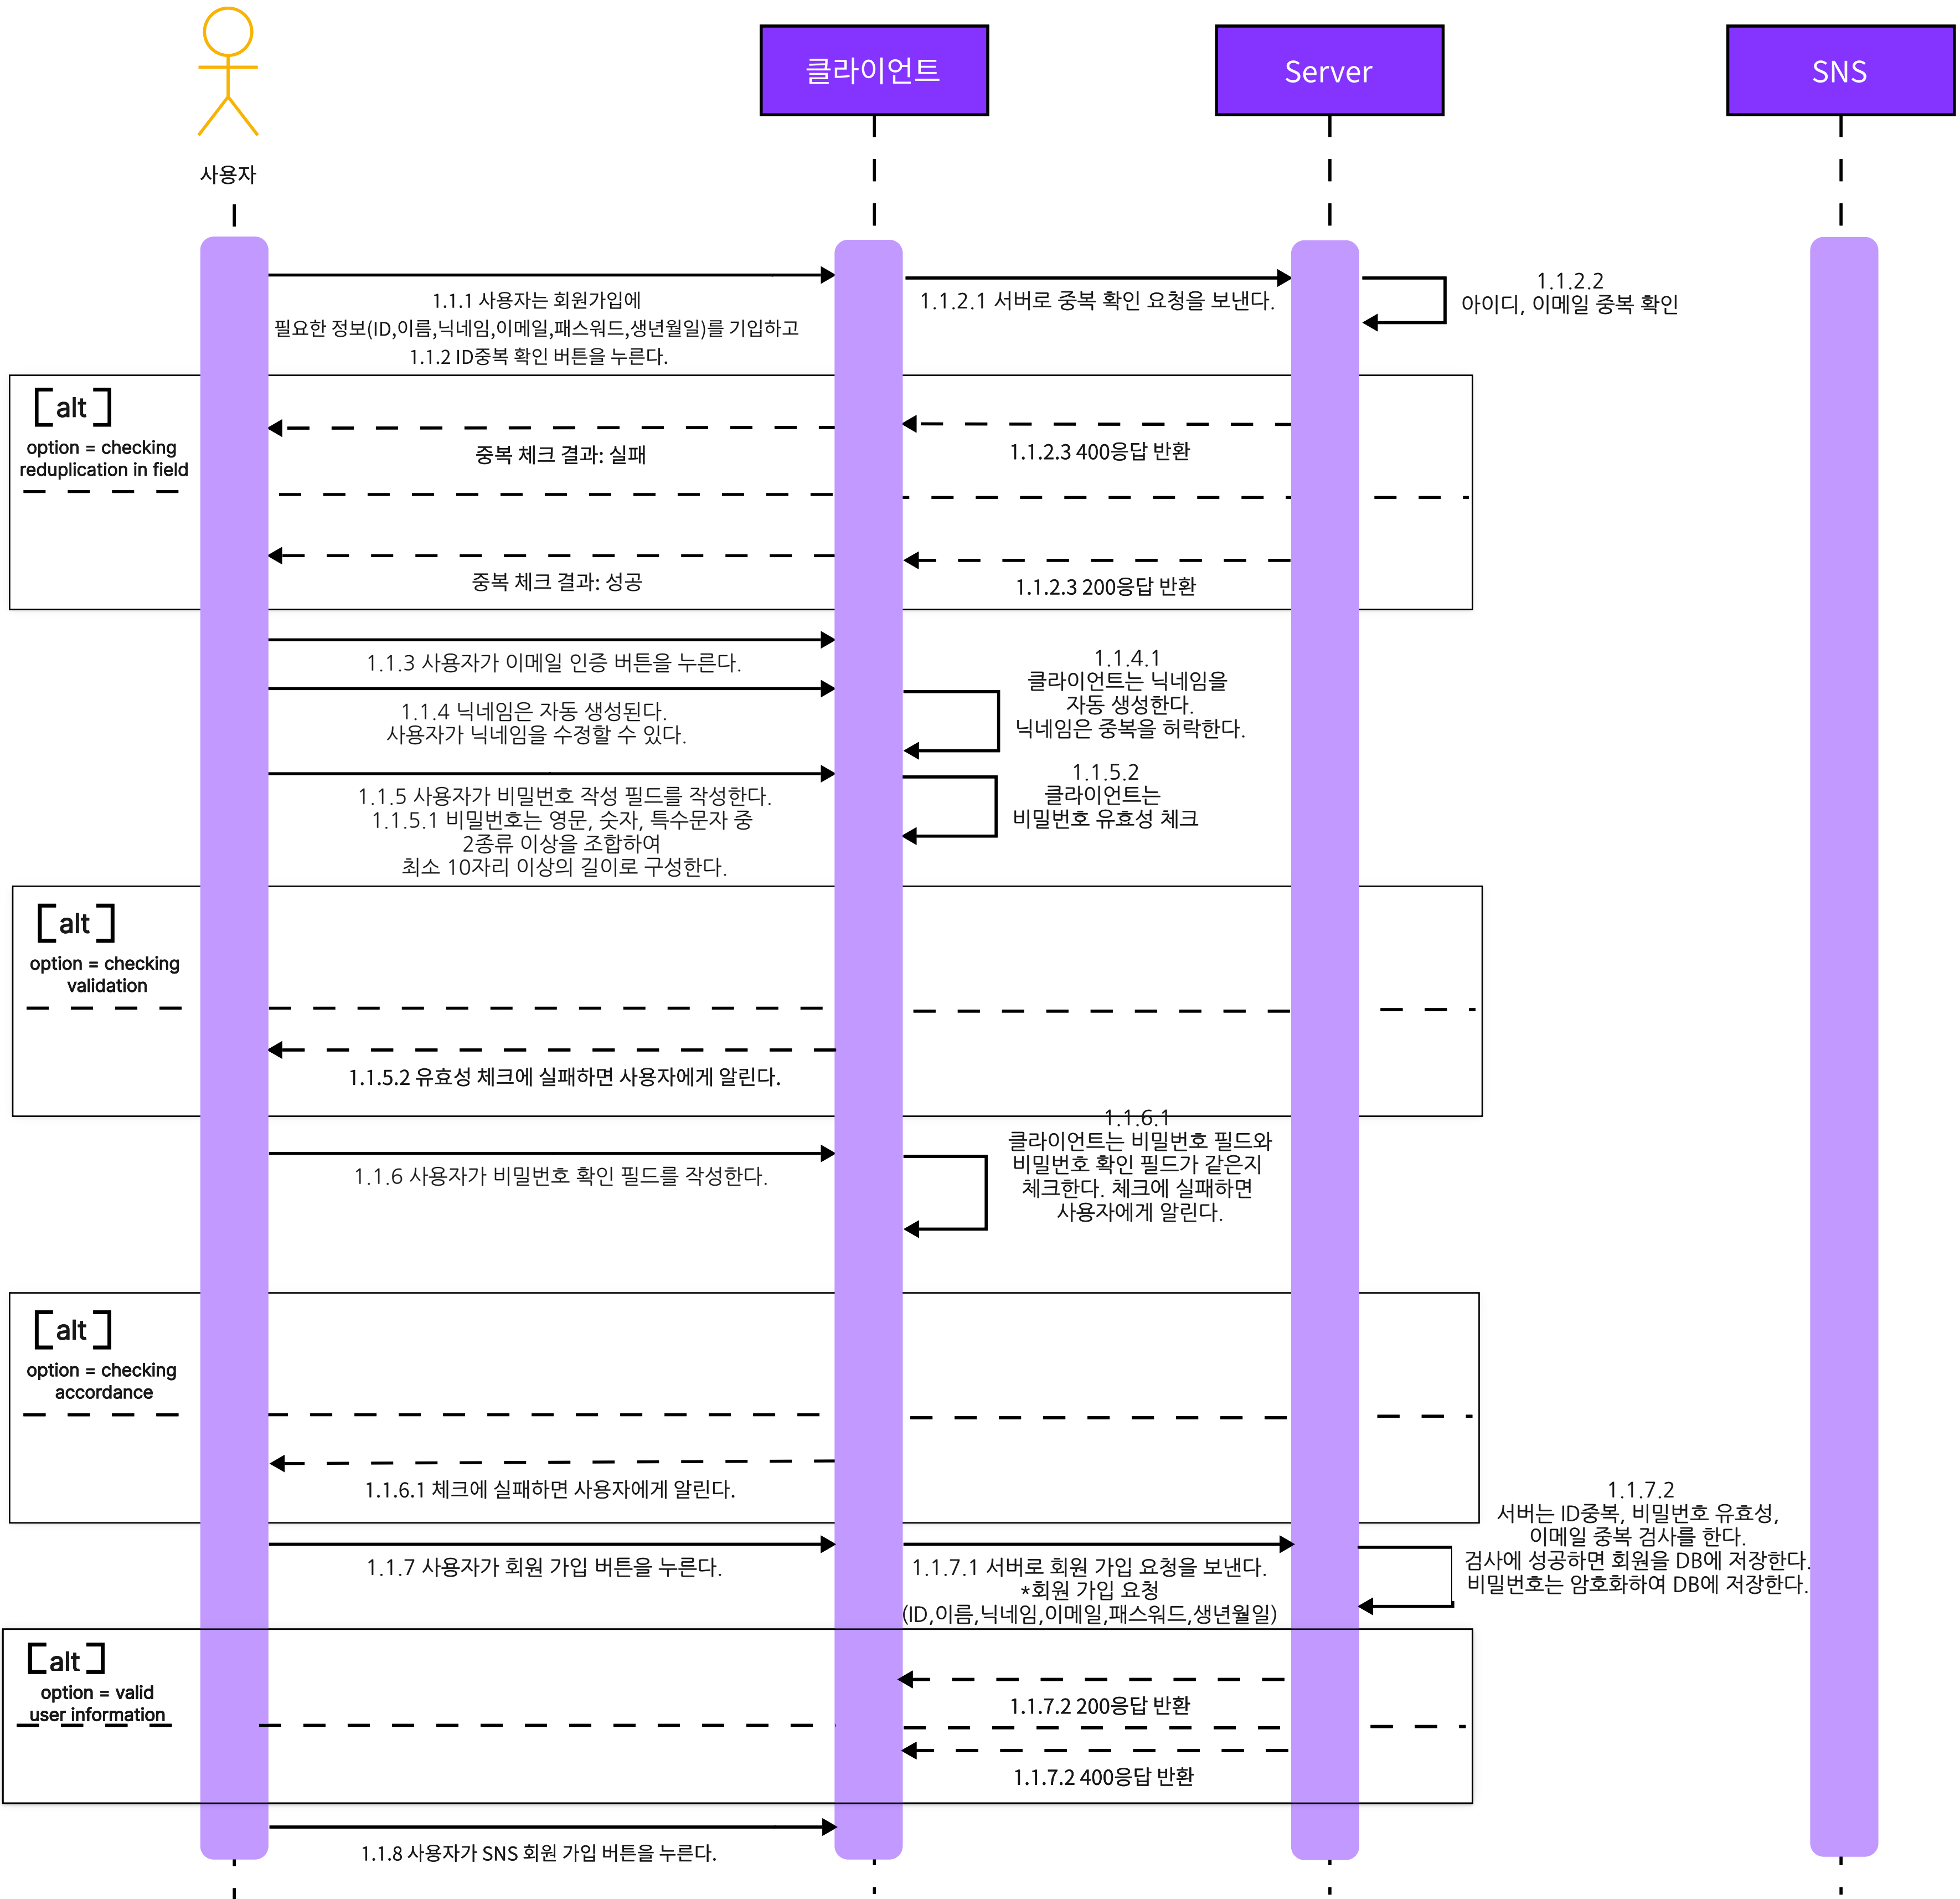 클라이언트
Server
SNS
사용자
1.1.1 사용자는 회원가입에
필요한 정보(ID,이름,닉네임,이메일,패스워드,생년월일)를 기입하고
1.1.2 ID중복 확인 버튼을 누른다.
1.1.2.1 서버로 중복 확인 요청을 보낸다.
1.1.2.2
아이디, 이메일 중복 확인
alt
option = checking
reduplication in field
중복 체크 결과: 실패
1.1.2.3 400응답 반환
중복 체크 결과: 성공
1.1.2.3 200응답 반환
1.1.3 사용자가 이메일 인증 버튼을 누른다.
1.1.4 닉네임은 자동 생성된다.
사용자가 닉네임을 수정할 수 있다.
1.1.4.1
클라이언트는 닉네임을
자동 생성한다.
닉네임은 중복을 허락한다.
1.1.5 사용자가 비밀번호 작성 필드를 작성한다.
1.1.5.1 비밀번호는 영문, 숫자, 특수문자 중
2종류 이상을 조합하여
최소 10자리 이상의 길이로 구성한다.
1.1.5.2
클라이언트는
비밀번호 유효성 체크
alt
option = checking
validation
1.1.5.2 유효성 체크에 실패하면 사용자에게 알린다.
1.1.6 사용자가 비밀번호 확인 필드를 작성한다.
1.1.6.1
클라이언트는 비밀번호 필드와
비밀번호 확인 필드가 같은지
체크한다. 체크에 실패하면
사용자에게 알린다.
alt
option = checking
accordance
1.1.6.1 체크에 실패하면 사용자에게 알린다.
1.1.7 사용자가 회원 가입 버튼을 누른다.
1.1.7.1 서버로 회원 가입 요청을 보낸다.
*회원 가입 요청
(ID,이름,닉네임,이메일,패스워드,생년월일)
1.1.7.2
서버는 ID중복, 비밀번호 유효성,
이메일 중복 검사를 한다.
검사에 성공하면 회원을 DB에 저장한다.
비밀번호는 암호화하여 DB에 저장한다.
alt
option = valid
user information
1.1.7.2 200응답 반환
1.1.7.2 400응답 반환
1.1.8 사용자가 SNS 회원 가입 버튼을 누른다.